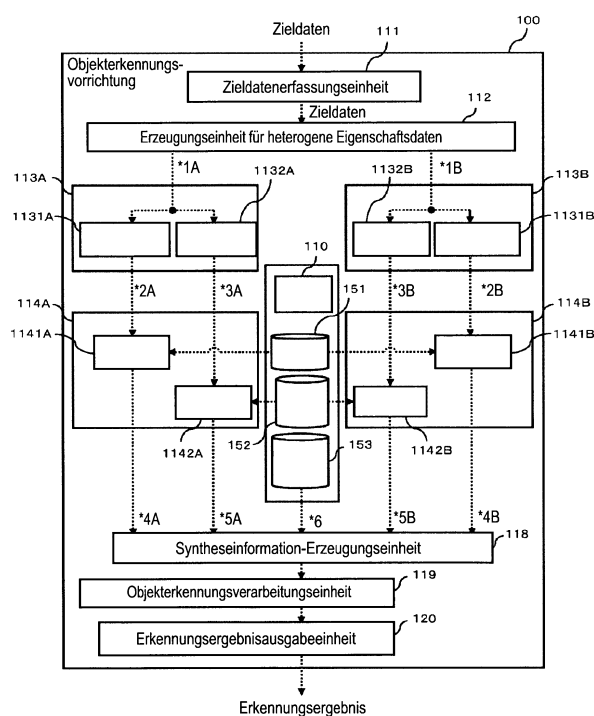 Zieldaten
100
Objekterkennungs-
vorrichtung
111
Zieldatenerfassungseinheit
Zieldaten
112
Erzeugungseinheit für heterogene Eigenschaftsdaten
*1A
*1B
113A
1132A
1132B
113B
1131A
1131B
110
*2A
*3A
151
*3B
*2B
114A
114B
1141A
1141B
1142A
152
153
1142B
*4A
*5A
*6
*5B
*4B
Syntheseinformation-Erzeugungseinheit
118
119
Objekterkennungsverarbeitungseinheit
120
Erkennungsergebnisausgabeeinheit
Erkennungsergebnis